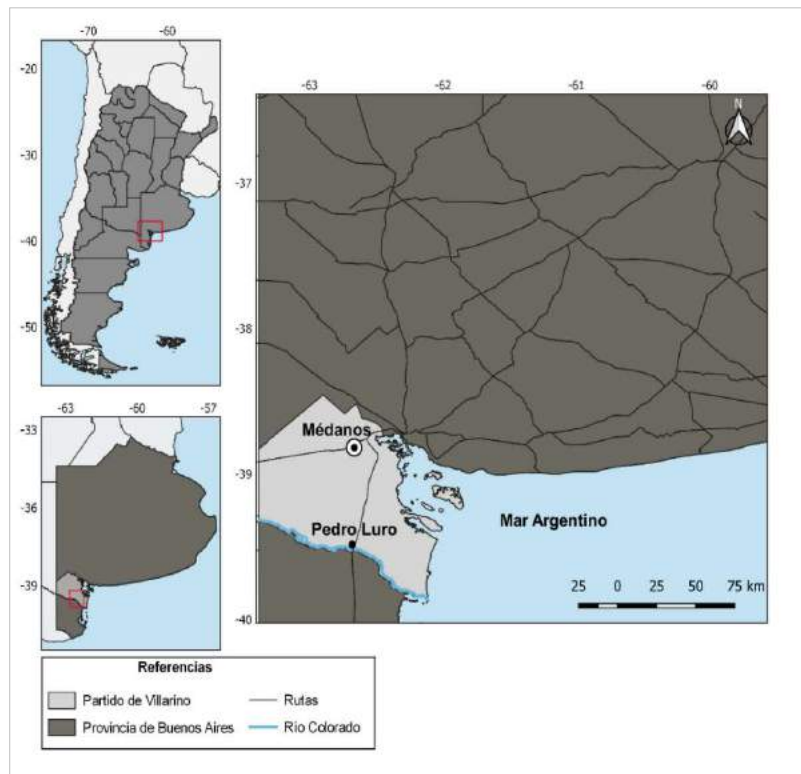 -70 -60
-20
-30
-40
-50
-63 -60 -57
-33
-36
-39
-63 -62 -61 -60
-37
-38
-39
-40
N
Médanos
Pedro Luro
Mar Argentino
25 0 25 50 75 km
Referencias
Partido de Villarino Rutas
Provincia de Buenos Aires Rio Colorado